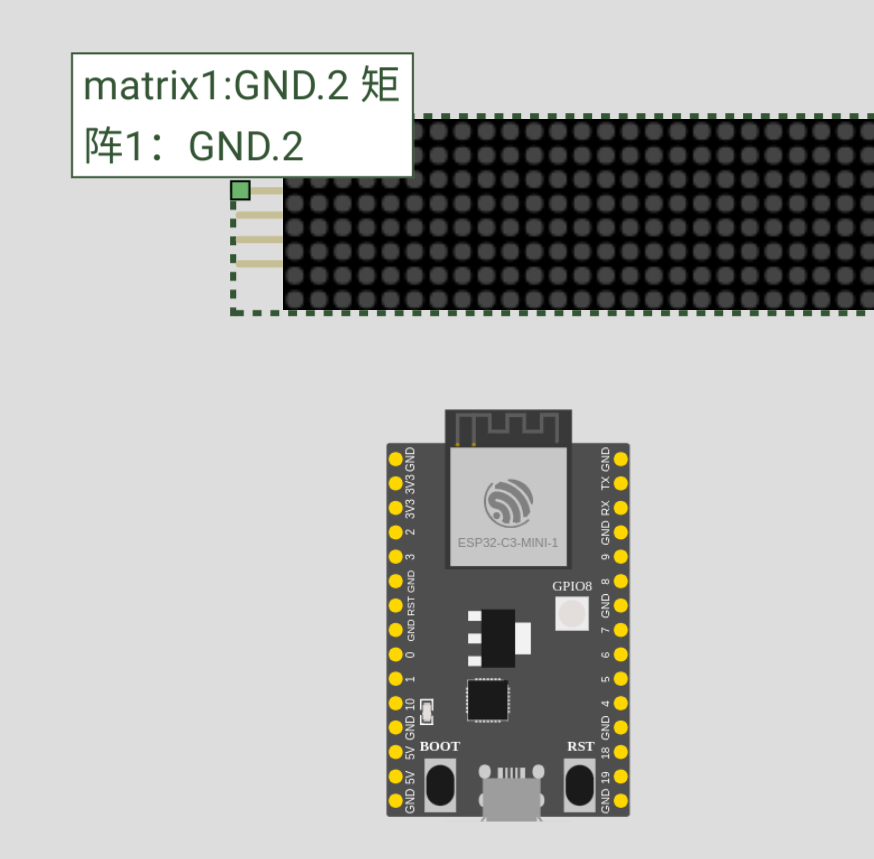 matrix1:GND.2 矩
阵1：GND.2
ESP32-C3-MINI-1
GPIO8
GND
3V3
3V3
2
3
GND
RST
GND
0
1
10
GND
5V
5V
GND
GND
TX
RX
GND
9
8
GND
7
6
5
4
GND
18
19
GND
BOOT
RST